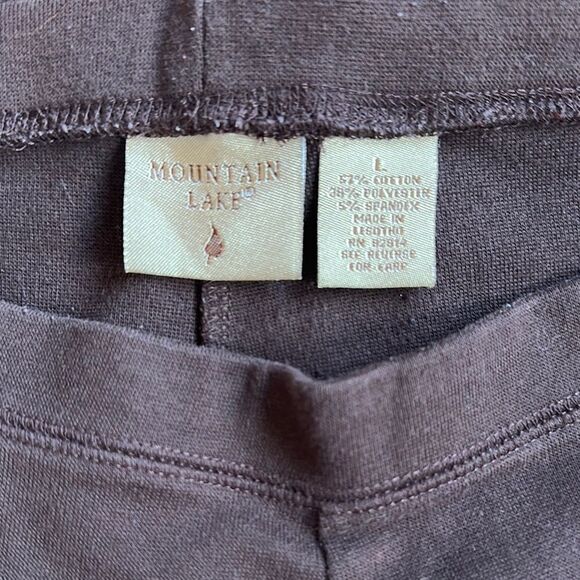 MOUNTAIN
LAKE®
L
57% COTTON
38% POLYESTER
5% SPANDEX
MADE IN
LESOTHO
RN 82814
SEE REVERSE
FOR CARE